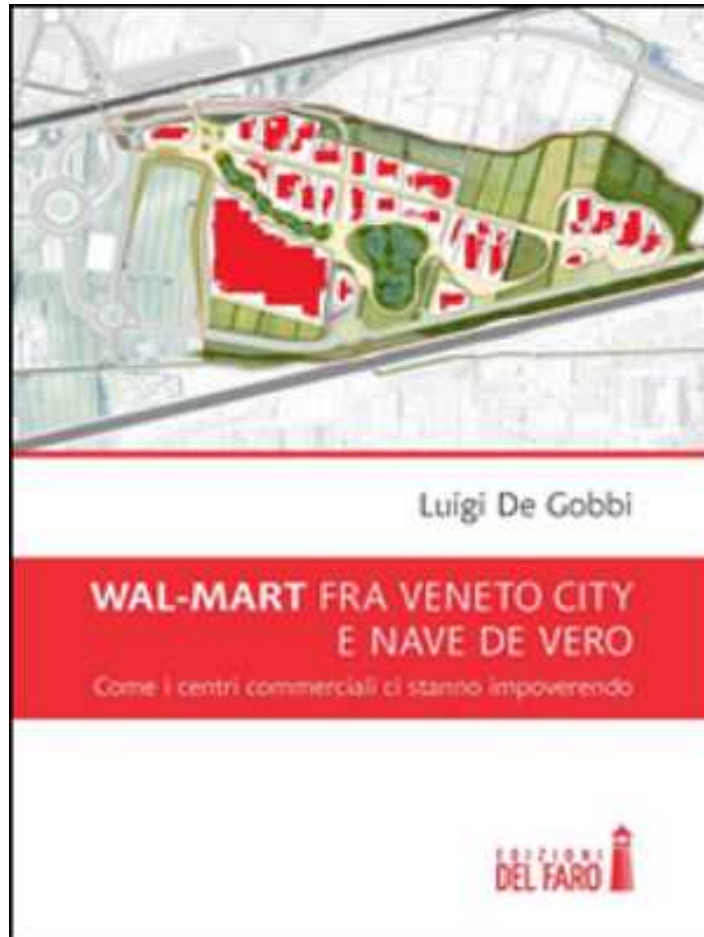 Luigi De Gobbi
WAL-MART FRA VENETO CITY
E NAVE DE VERO
Come i centri commerciali ci stanno impoverendo
EDIZIONI
DEL FARO